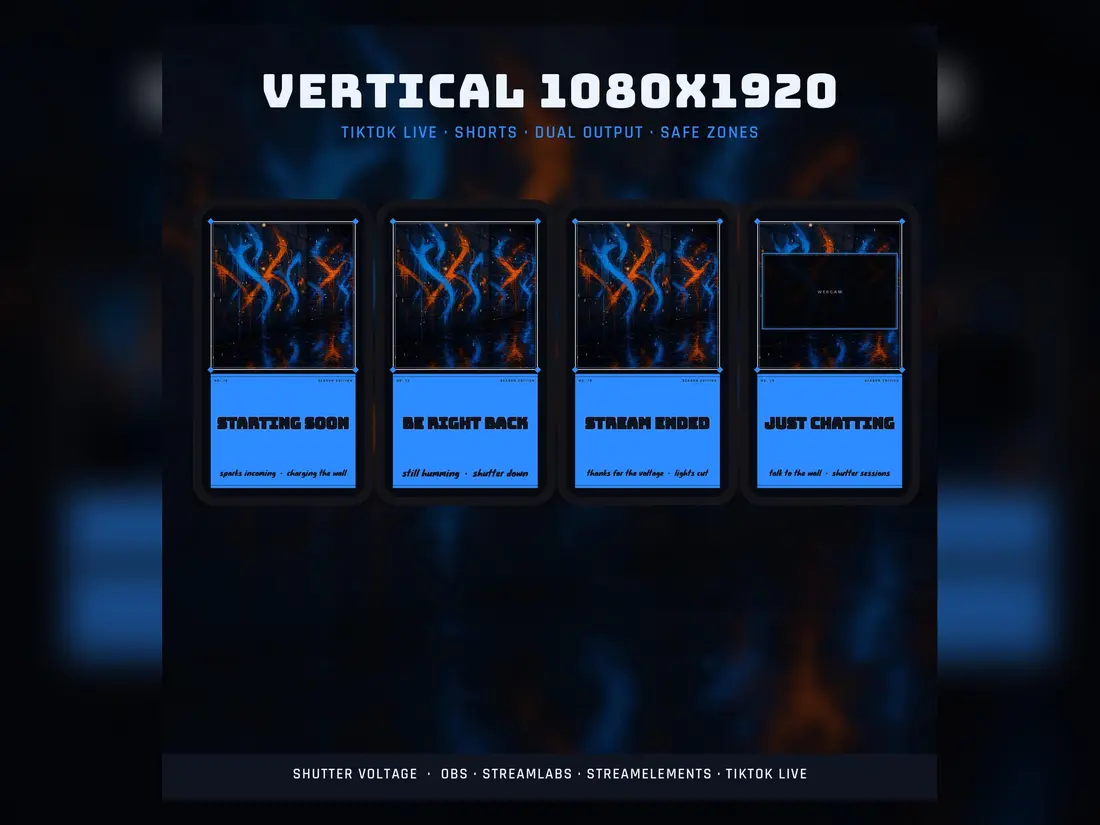 VERTICAL 1080X1920
TIKTOK LIVE · SHORTS · DUAL OUTPUT · SAFE ZONES
WEBCAM
STARTING SOON
sparks incoming · charging the wall
BE RIGHT BACK
still humming · shutter down
STREAM ENDED
thanks for the voltage · lights cut
JUST CHATTING
talk to the wall · shutter sessions
SHUTTER VOLTAGE · OBS · STREAMLABS · STREAMELEMENTS · TIKTOK LIVE